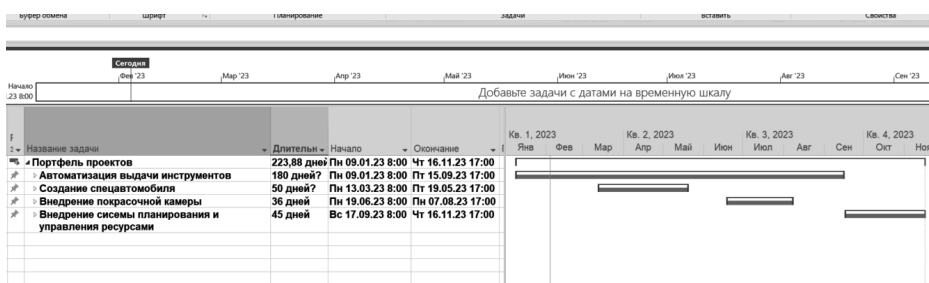 Буфер обмена Шрифт Планирование Задачи Вставить Свойства
Сегодня
Фев '23 Мар '23 Апр '23 Май '23 Июн '23 Июл '23 Авг '23 Сен '23
Начало
.23 8:00
Добавьте задачи с датами на временную шкалу
Название задачи Длительн Начало Окончание
Кв. 1, 2023 Кв. 2, 2023 Кв. 3, 2023 Кв. 4, 2023
Янв Фев Мар Апр Май Июн Июл Авг Сен Окт Ноя
Портфель проектов 223,88 дней Пн 09.01.23 8:00 Чт 16.11.23 17:00
Автоматизация выдачи инструментов 180 дней? Пн 09.01.23 8:00 Пт 15.09.23 17:00
Создание спецавтомобиля 50 дней? Пн 13.03.23 8:00 Пт 19.05.23 17:00
Внедрение покрасочной камеры 36 дней Пн 19.06.23 8:00 Пн 07.08.23 17:00
Внедрение сисемы планирования и 45 дней Вс 17.09.23 8:00 Чт 16.11.23 17:00
управления ресурсами